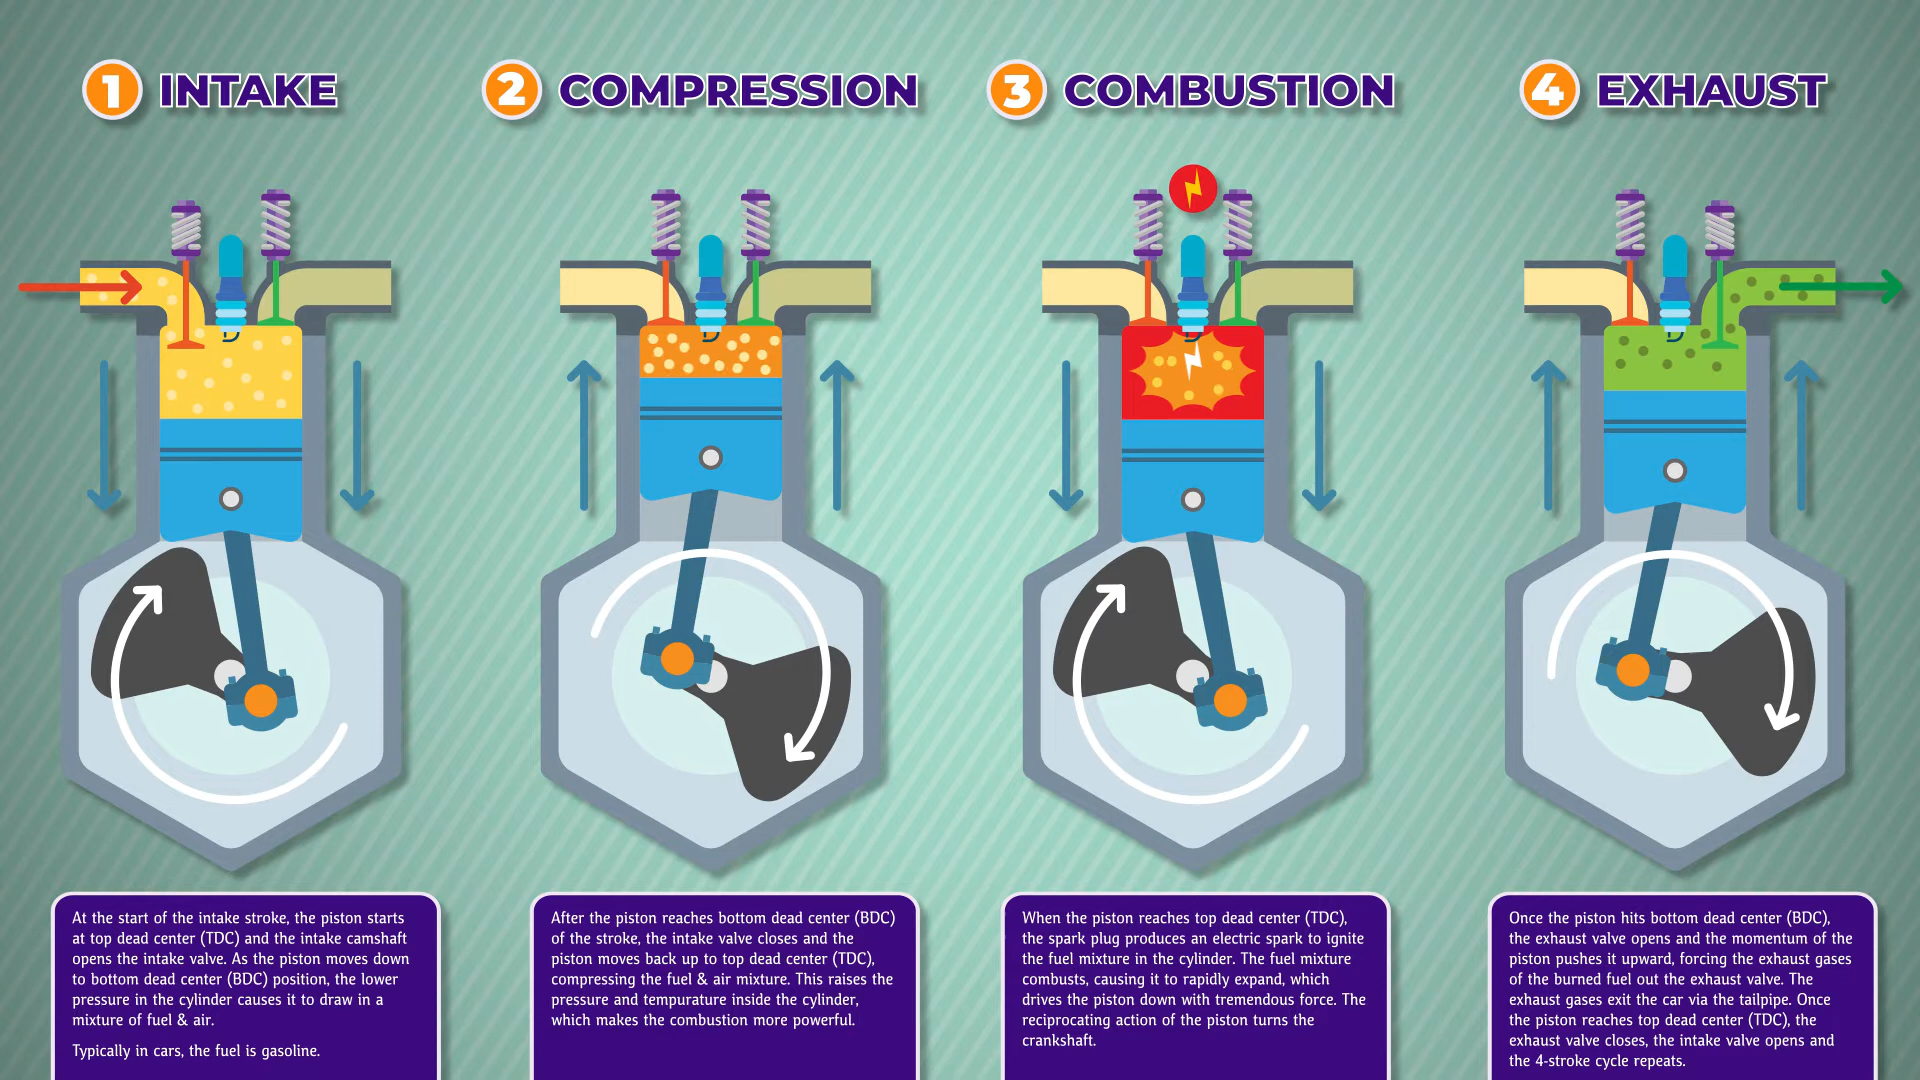 1 INTAKE
2 COMPRESSION
3 COMBUSTION
4 EXHAUST
At the start of the intake stroke, the piston starts
at top dead center (TDC) and the intake camshaft
opens the intake valve. As the piston moves down
to bottom dead center (BDC) position, the lower
pressure in the cylinder causes it to draw in a
mixture of fuel & air.
Typically in cars, the fuel is gasoline.
After the piston reaches bottom dead center (BDC)
of the stroke, the intake valve closes and the
piston moves back up to top dead center (TDC),
compressing the fuel & air mixture. This raises the
pressure and tempurature inside the cylinder,
which makes the combustion more powerful.
When the piston reaches top dead center (TDC),
the spark plug produces an electric spark to ignite
the fuel mixture in the cylinder. The fuel mixture
combusts, causing it to rapidly expand, which
drives the piston down with tremendous force. The
reciprocating action of the piston turns the
crankshaft.
Once the piston hits bottom dead center (BDC),
the exhaust valve opens and the momentum of the
piston pushes it upward, forcing the exhaust gases
of the burned fuel out the exhaust valve. The
exhaust gases exit the car via the tailpipe. Once
the piston reaches top dead center (TDC), the
exhaust valve closes, the intake valve opens and
the 4-stroke cycle repeats.